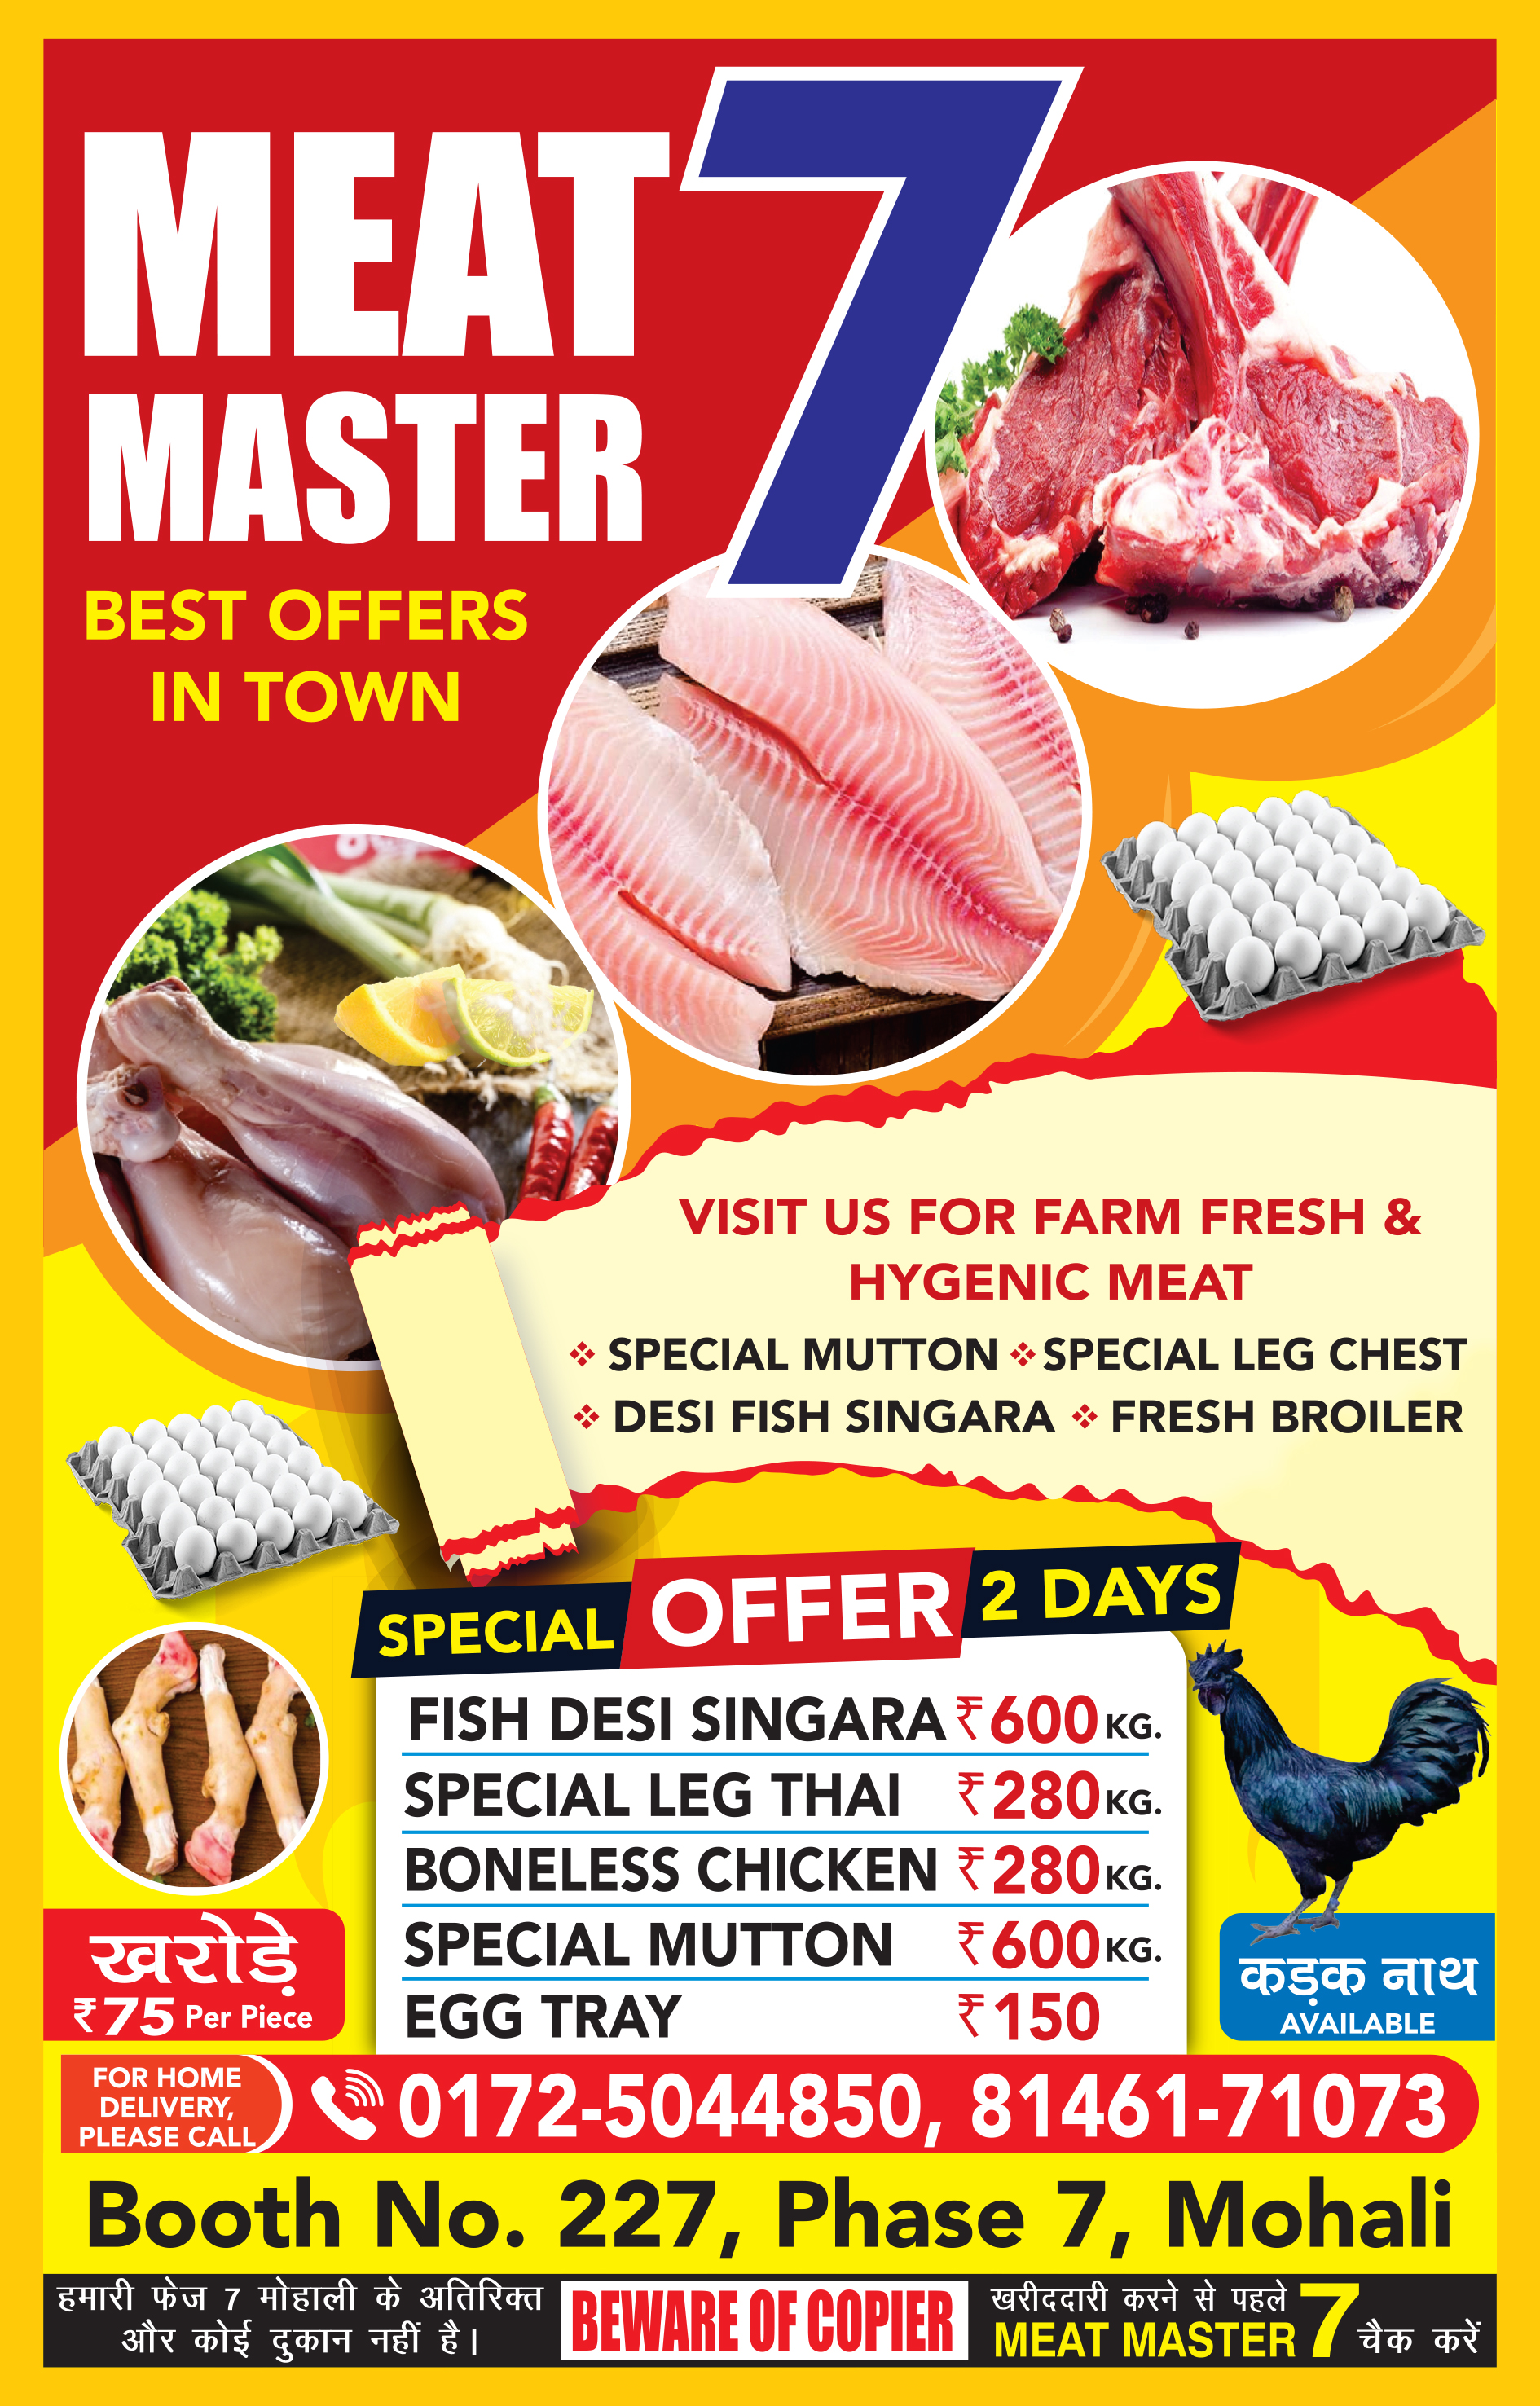 MEAT 7
MASTER
BEST OFFERS
IN TOWN
VISIT US FOR FARM FRESH &
HYGENIC MEAT
❖ SPECIAL MUTTON ❖ SPECIAL LEG CHEST
❖ DESI FISH SINGARA ❖ FRESH BROILER
SPECIAL OFFER 2 DAYS
FISH DESI SINGARA ₹600 KG.
SPECIAL LEG THAI ₹280 KG.
BONELESS CHICKEN ₹280 KG.
SPECIAL MUTTON ₹600 KG.
EGG TRAY ₹150
खरोड़े
₹75 Per Piece
कड़क नाथ
AVAILABLE
FOR HOME
DELIVERY,
PLEASE CALL
0172-5044850, 81461-71073
Booth No. 227, Phase 7, Mohali
हमारी फेज 7 मोहाली के अतिरिक्त
और कोई दुकान नहीं है।
BEWARE OF COPIER
खरीददारी करने से पहले
MEAT MASTER 7 चैक करें